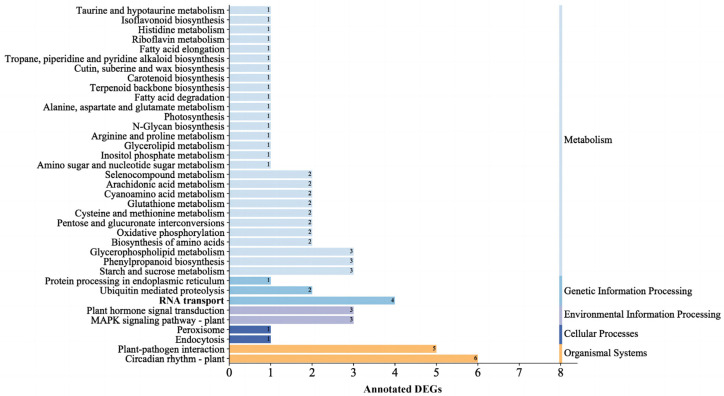 Taurine and hypotaurine metabolism 1
Isoflavonoid biosynthesis 1
Histidine metabolism 1
Riboflavin metabolism 1
Fatty acid elongation 1
Tropane, piperidine and pyridine alkaloid biosynthesis 1
Cutin, suberine and wax biosynthesis 1
Carotenoid biosynthesis 1
Terpenoid backbone biosynthesis 1
Fatty acid degradation 1
Alanine, aspartate and glutamate metabolism 1
Photosynthesis 1
N-Glycan biosynthesis 1
Arginine and proline metabolism 1
Glycerolipid metabolism 1
Inositol phosphate metabolism 1
Amino sugar and nucleotide sugar metabolism 1
Selenocompound metabolism 2
Arachidonic acid metabolism 2
Cyanoamino acid metabolism 2
Glutathione metabolism 2
Cysteine and methionine metabolism 2
Pentose and glucuronate interconversions 2
Oxidative phosphorylation 2
Biosynthesis of amino acids 2
Glycerophospholipid metabolism 3
Phenylpropanoid biosynthesis 3
Starch and sucrose metabolism 3
Metabolism
Protein processing in endoplasmic reticulum 1
Ubiquitin mediated proteolysis 2
RNA transport 4
Genetic Information Processing
Plant hormone signal transduction 3
MAPK signaling pathway - plant 3
Environmental Information Processing
Peroxisome 1
Endocytosis 1
Cellular Processes
Plant-pathogen interaction 5
Circadian rhythm - plant 6
Organismal Systems
0 1 2 3 4 5 6 7 8
Annotated DEGs